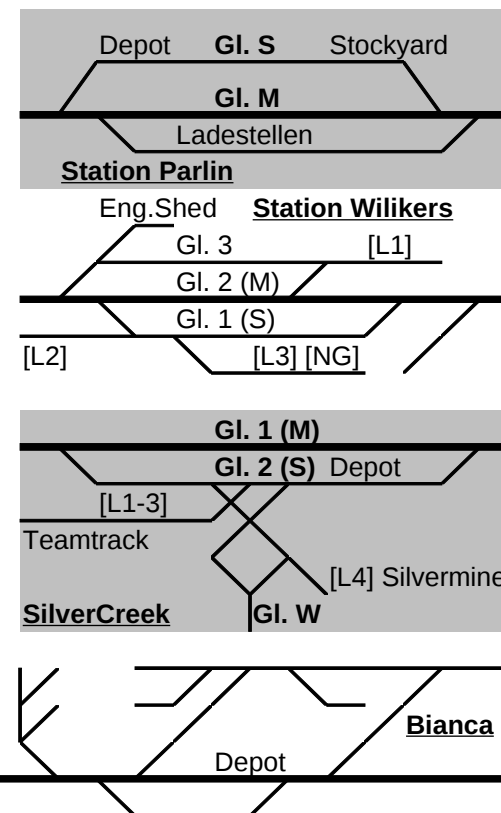 Depot Gl. S Stockyard
Gl. M
Ladestellen
Station Parlin
Eng.Shed Station Wilikers
Gl. 3 [L1]
Gl. 2 (M)
Gl. 1 (S)
[L2] [L3] [NG]
Gl. 1 (M)
Gl. 2 (S) Depot
[L1-3]
Teamtrack
[L4] Silvermine
SilverCreek Gl. W
Bianca
Depot